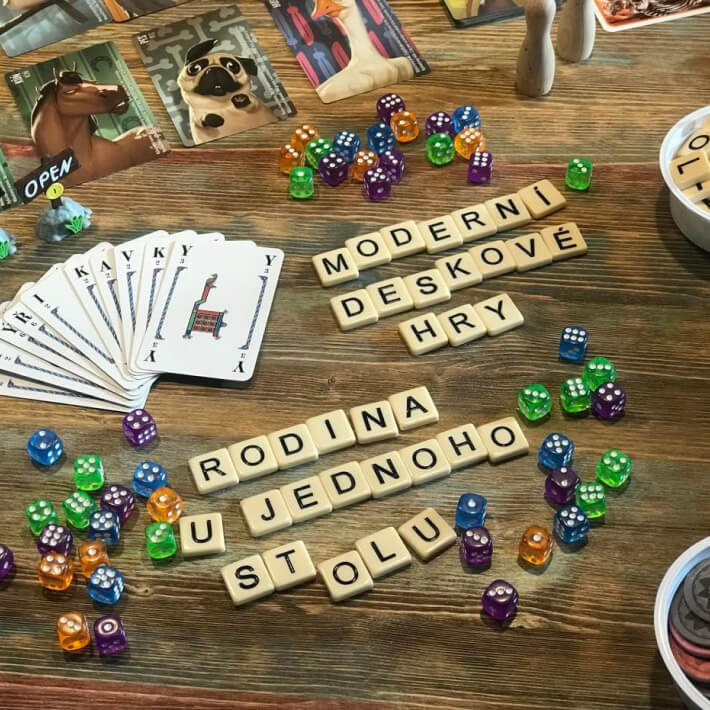 OPEN
MODERNÍ
DESKOVÉ
HRY
Y
Ř
I
K
A
V
K
Y
Y
RODINA
U JEDNOHO
STOLU